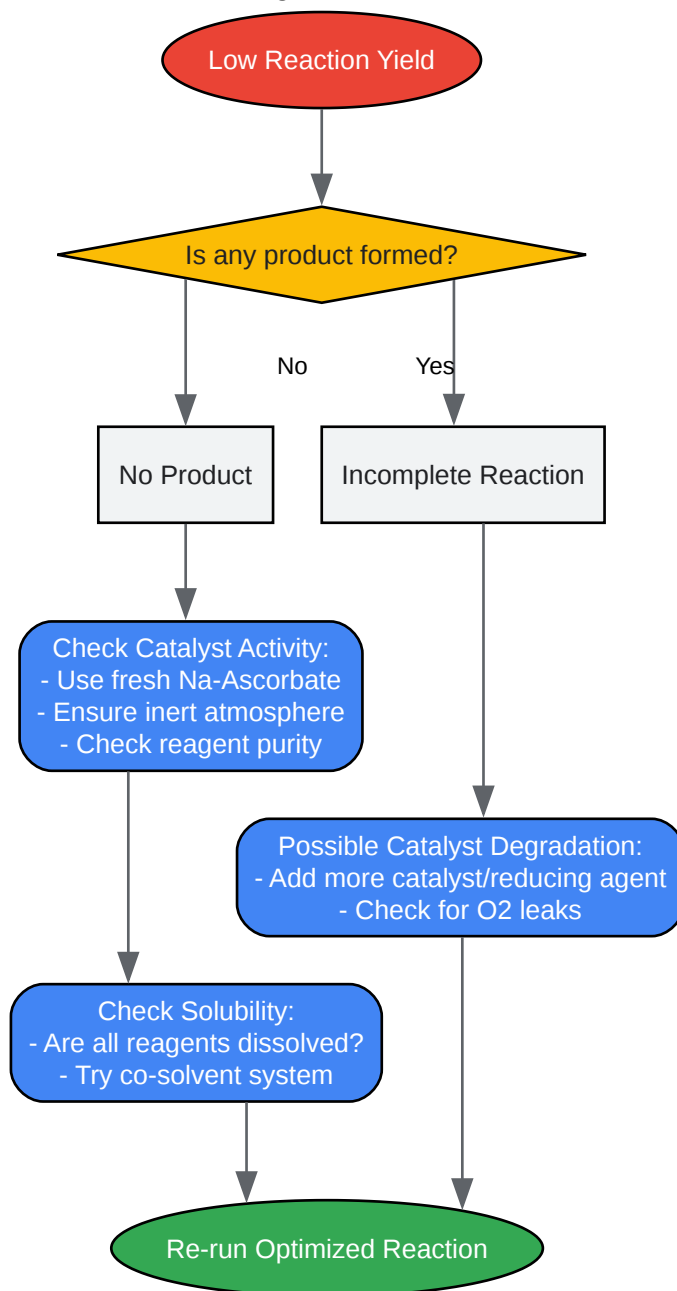 Low Reaction Yield
Is any product formed?
No
Yes
No Product
Incomplete Reaction
Check Catalyst Activity:
- Use fresh Na-Ascorbate
- Ensure inert atmosphere
- Check reagent purity
Possible Catalyst Degradation:
- Add more catalyst/reducing agent
- Check for O2 leaks
Check Solubility:
- Are all reagents dissolved?
- Try co-solvent system
Re-run Optimized Reaction